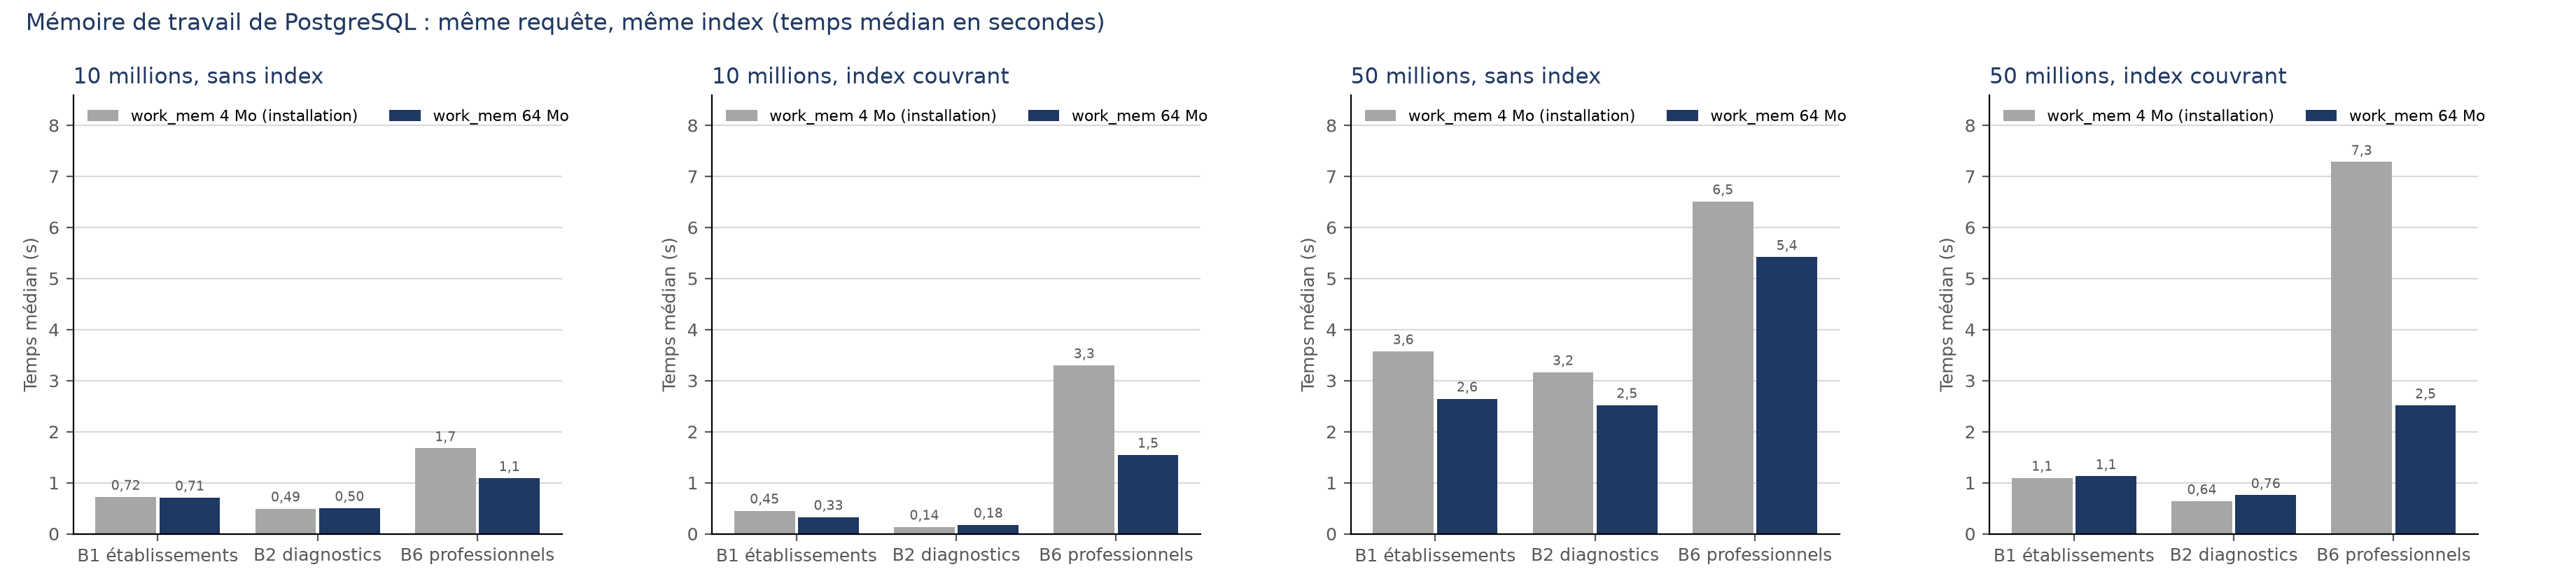 Mémoire de travail de PostgreSQL : même requête, même index (temps médian en secondes)
10 millions, sans index
work_mem 4 Mo (installation) work_mem 64 Mo
Temps médian (s)
8
7
6
5
4
3
2
1
0
0,72 0,71 0,49 0,50 1,7 1,1
B1 établissements B2 diagnostics B6 professionnels
10 millions, index couvrant
work_mem 4 Mo (installation) work_mem 64 Mo
Temps médian (s)
8
7
6
5
4
3
2
1
0
0,45 0,33 0,14 0,18 3,3 1,5
B1 établissements B2 diagnostics B6 professionnels
50 millions, sans index
work_mem 4 Mo (installation) work_mem 64 Mo
Temps médian (s)
8
7
6
5
4
3
2
1
0
3,6 2,6 3,2 2,5 6,5 5,4
B1 établissements B2 diagnostics B6 professionnels
50 millions, index couvrant
work_mem 4 Mo (installation) work_mem 64 Mo
Temps médian (s)
8
7
6
5
4
3
2
1
0
1,1 1,1 0,64 0,76 7,3 2,5
B1 établissements B2 diagnostics B6 professionnels